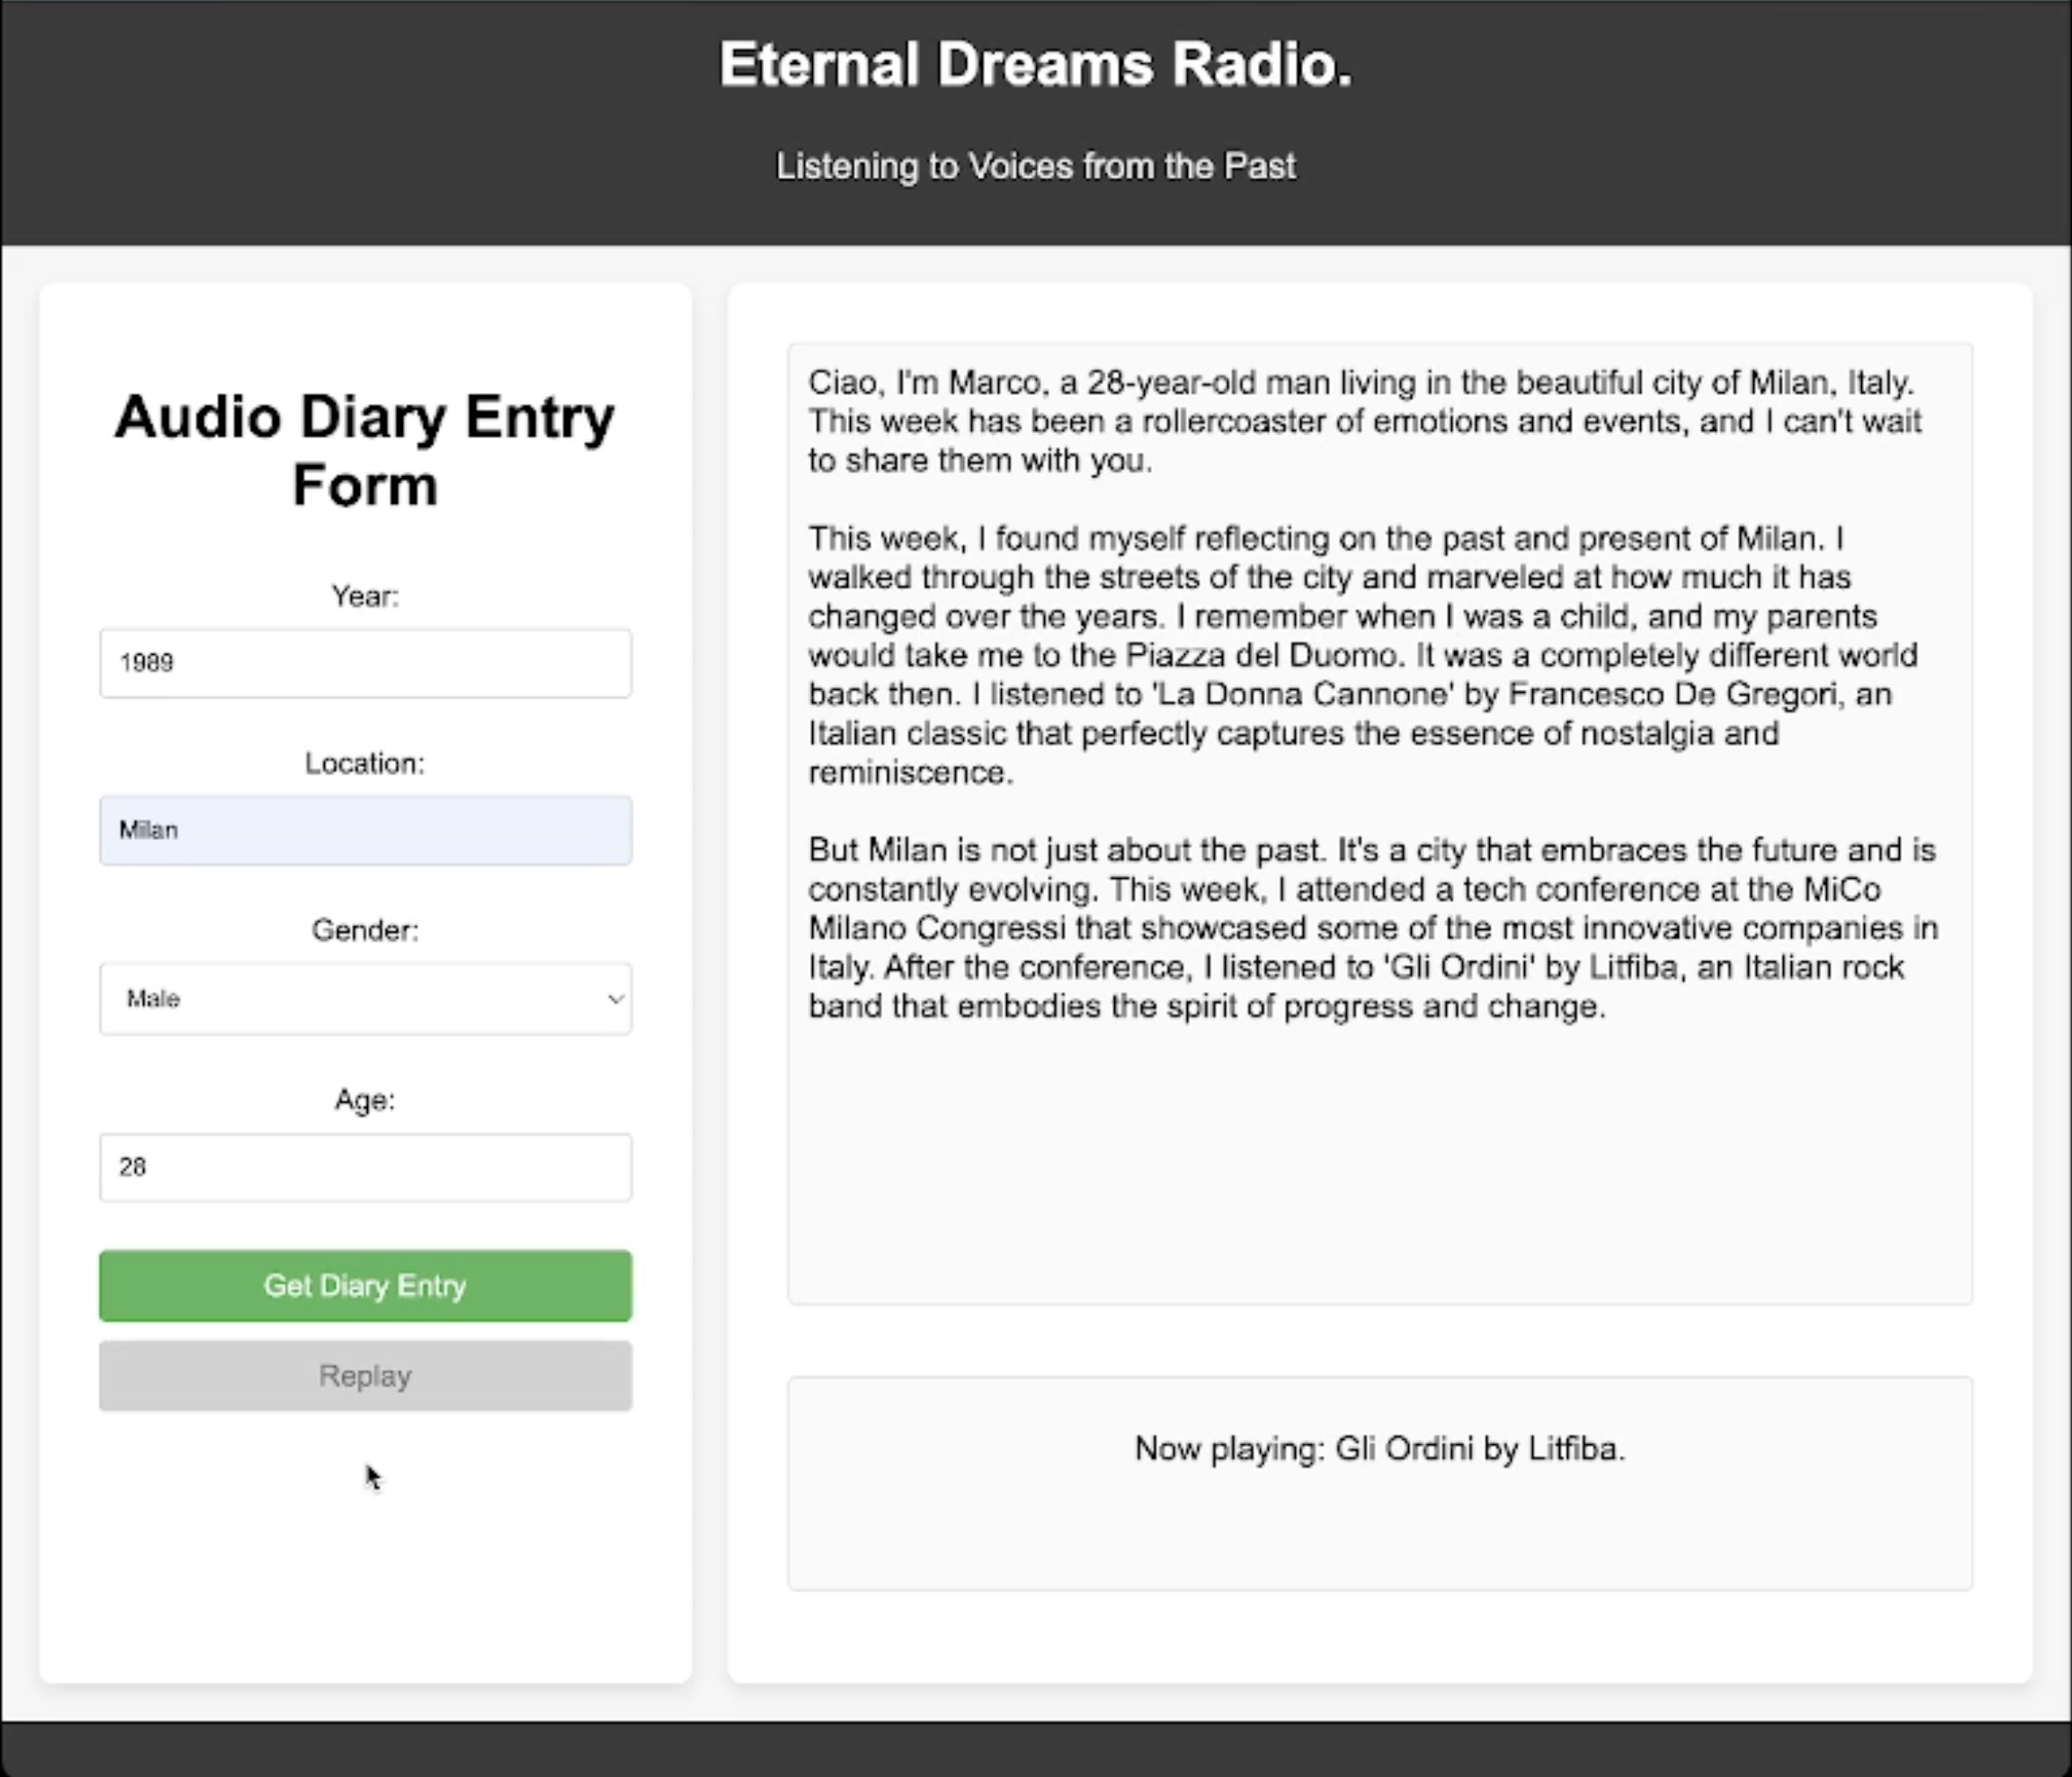 Eternal Dreams Radio.
Listening to Voices from the Past
Audio Diary Entry
Form
Year:
1989
Location:
Milan
Gender:
Male
Age:
28
Get Diary Entry
Replay
Ciao, I'm Marco, a 28-year-old man living in the beautiful city of Milan, Italy.
This week has been a rollercoaster of emotions and events, and I can't wait
to share them with you.
This week, I found myself reflecting on the past and present of Milan. I
walked through the streets of the city and marveled at how much it has
changed over the years. I remember when I was a child, and my parents
would take me to the Piazza del Duomo. It was a completely different world
back then. I listened to 'La Donna Cannone' by Francesco De Gregori, an
Italian classic that perfectly captures the essence of nostalgia and
reminiscence.
But Milan is not just about the past. It's a city that embraces the future and is
constantly evolving. This week, I attended a tech conference at the MiCo
Milano Congressi that showcased some of the most innovative companies in
Italy. After the conference, I listened to 'Gli Ordini' by Litfiba, an Italian rock
band that embodies the spirit of progress and change.
Now playing: Gli Ordini by Litfiba.